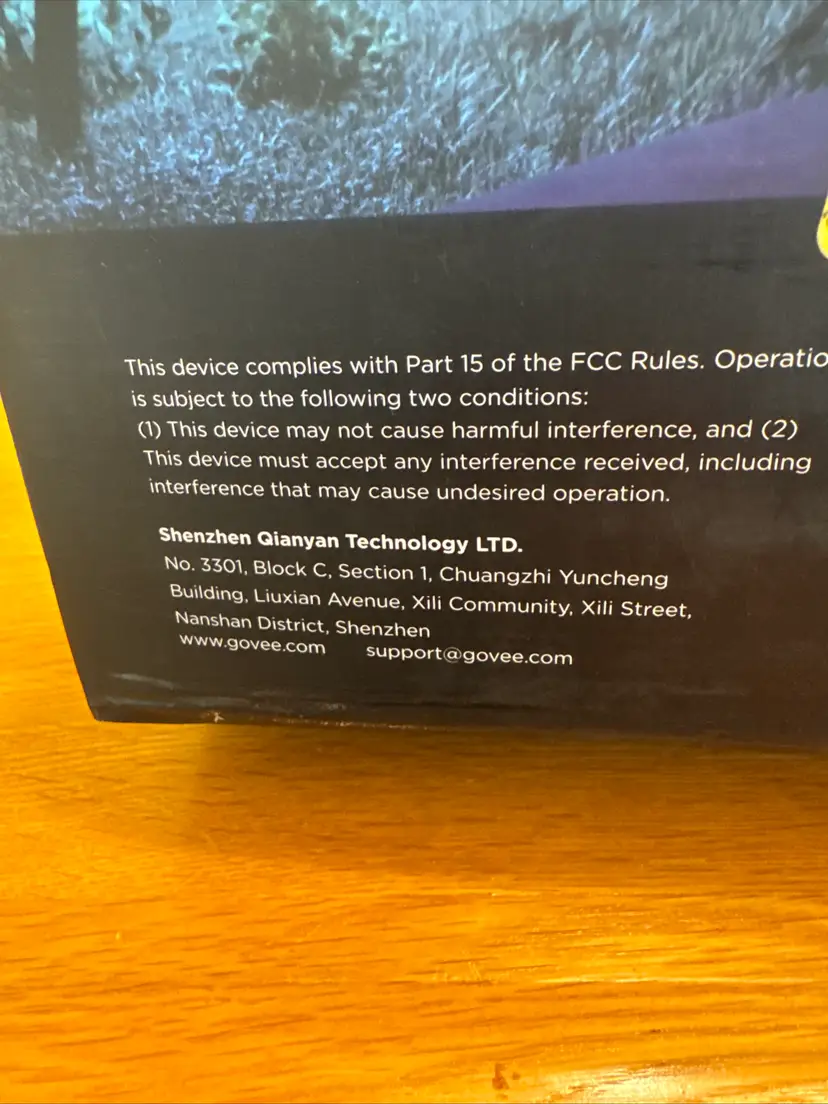 This device complies with Part 15 of the FCC Rules. Operatio
is subject to the following two conditions:
(1) This device may not cause harmful interference, and (2)
This device must accept any interference received, including
interference that may cause undesired operation.
Shenzhen Qianyan Technology LTD.
No. 3301, Block C, Section 1, Chuangzhi Yuncheng
Building, Liuxian Avenue, Xili Community, Xili Street,
Nanshan District, Shenzhen
www.govee.com support@govee.com